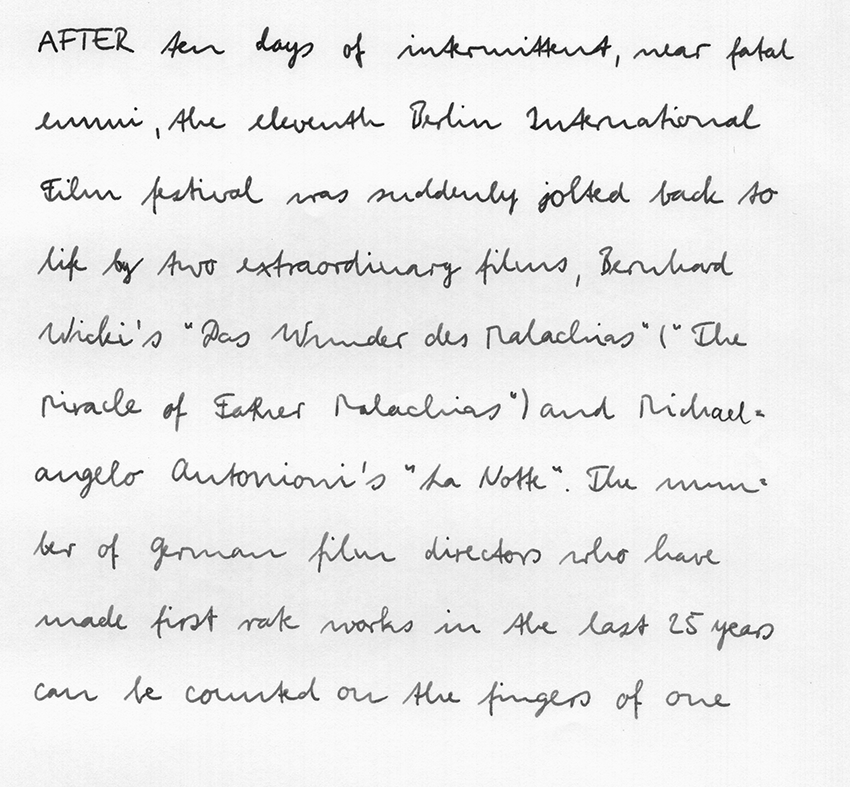 AFTER ten days of intermittent, near fatal
ennui, the eleventh Berlin International
Film festival was suddenly jolted back to
life by two extraordinary films, Bernhard
Wicki's "Das Wunder des Malachias" ("The
Miracle of Father Malachias") and Michael=
angelo Antonioni's "La Notte". The num=
ber of German film directors who have
made first rate works in the last 25 years
can be counted on the fingers of one